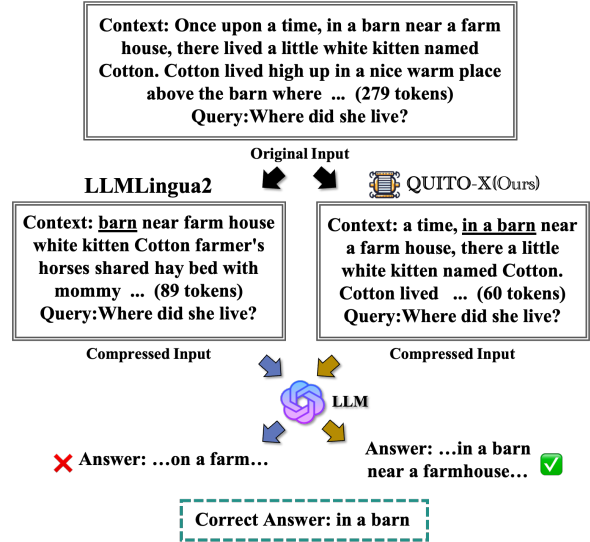 Context: Once upon a time, in a barn near a farm
house, there lived a little white kitten named
Cotton. Cotton lived high up in a nice warm place
above the barn where ... (279 tokens)
Query:Where did she live?
Original Input
LLMLingua2
Context: barn near farm house
white kitten Cotton farmer's
horses shared hay bed with
mommy ... (89 tokens)
Query:Where did she live?
Compressed Input
QUITO-X(Ours)
Context: a time, in a barn near
a farm house, there a little
white kitten named Cotton.
Cotton lived ... (60 tokens)
Query:Where did she live?
Compressed Input
LLM
Answer: ...on a farm...
Answer: ...in a barn
near a farmhouse...
Correct Answer: in a barn